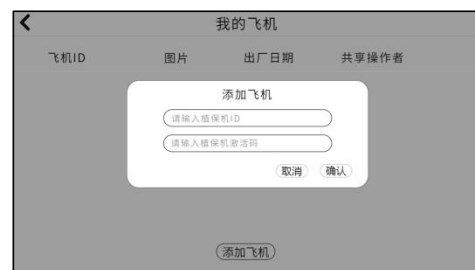 我的飞机
飞机ID 图片 出厂日期 共享操作者
添加飞机
请输入植保机ID
请输入植保机激活码
取消 确认
添加飞机